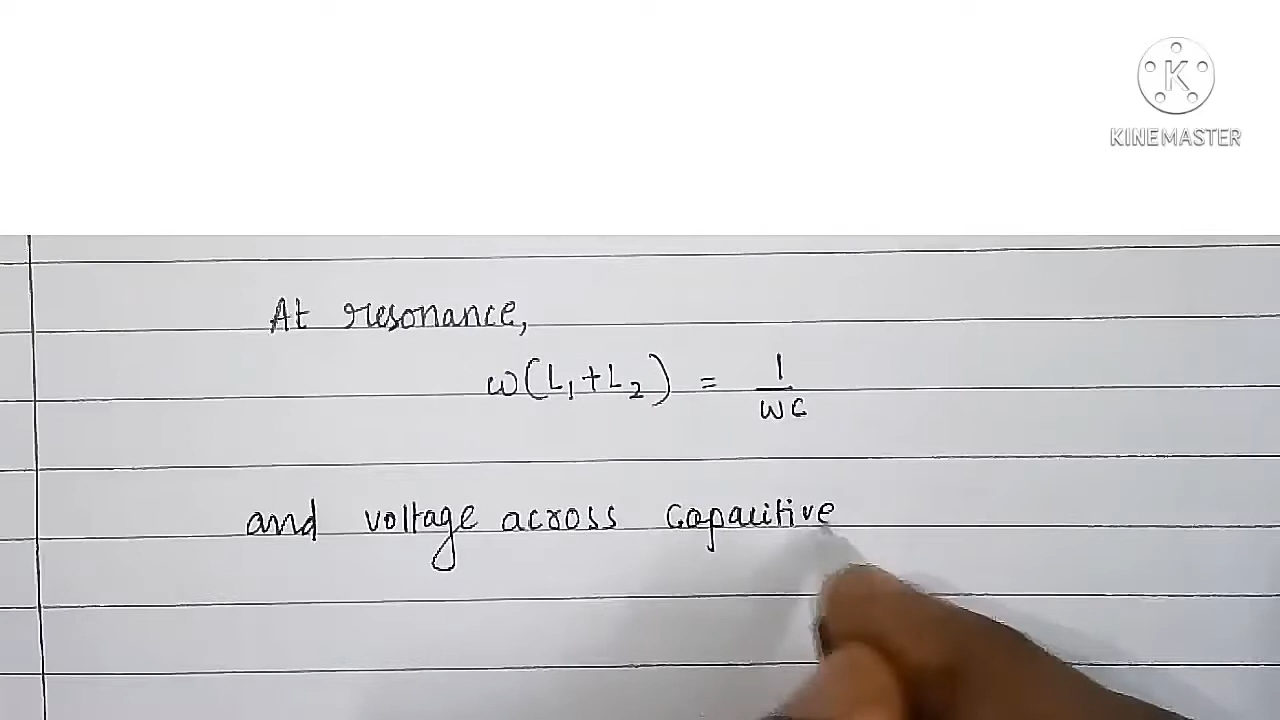 KINEMASTER
At resonance,
ω(L₁+L₂) = 1/ωC
and voltage across capacitive